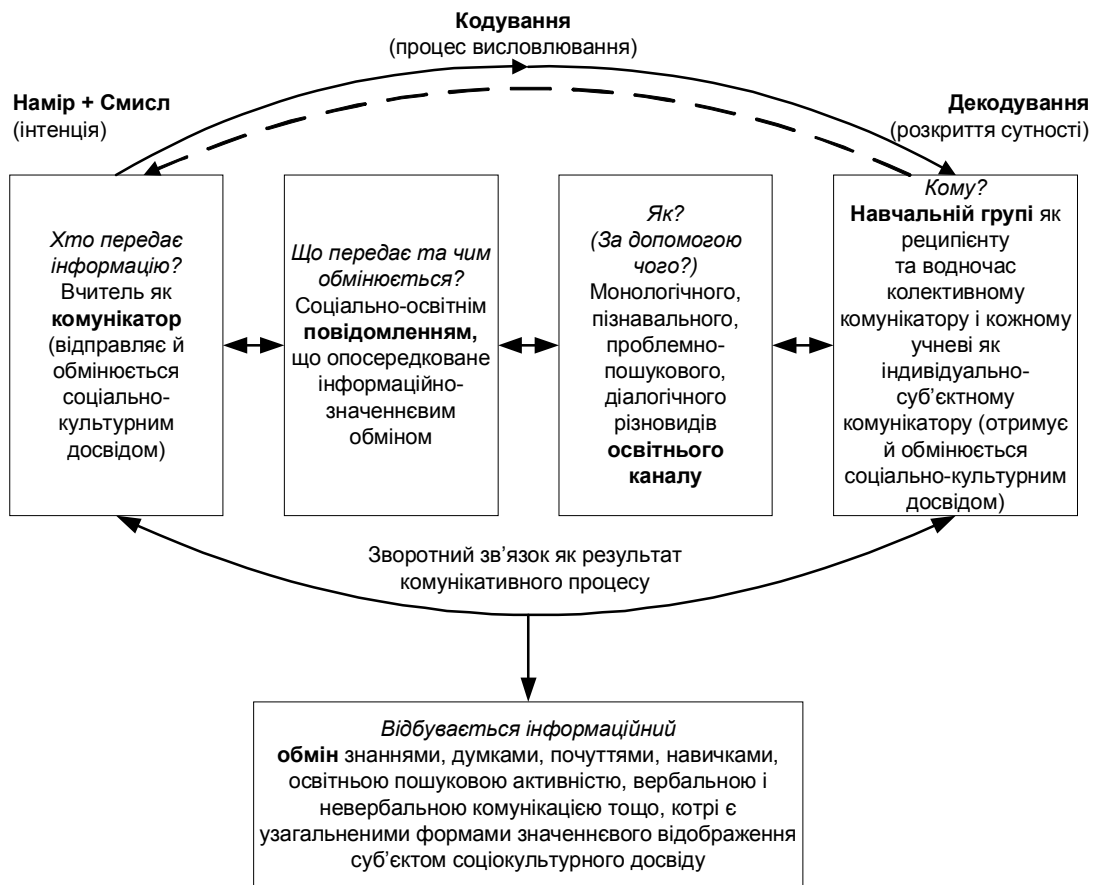 Кодування
(процес висловлювання)
Намір + Смисл
(інтенція)
Декодування
(розкриття сутності)
Хто передає
інформацію?
Вчитель як
комунікатор
(відправляє й
обмінюється
соціально-
культурним
досвідом)
Що передає та чим
обмінюється?
Соціально-освітнім
повідомленням,
що опосередковане
інформаційно-
значеннєвим
обміном
Як?
(За допомогою
чого?)
Монологічного,
пізнавального,
проблемно-
пошукового,
діалогічного
різновидів
освітнього
каналу
Кому?
Навчальній групі як
реципієнту
та водночас
колективному
комунікатору і кожному
учневі як
індивідуально-
суб’єктному
комунікатору (отримує
й обмінюється
соціально-культурним
досвідом)
Зворотний зв’язок як результат
комунікативного процесу
Відбувається інформаційний
обмін знаннями, думками, почуттями, навичками,
освітньою пошуковою активністю, вербальною і
невербальною комунікацією тощо, котрі є
узагальненими формами значеннєвого відображення
суб’єктом соціокультурного досвіду